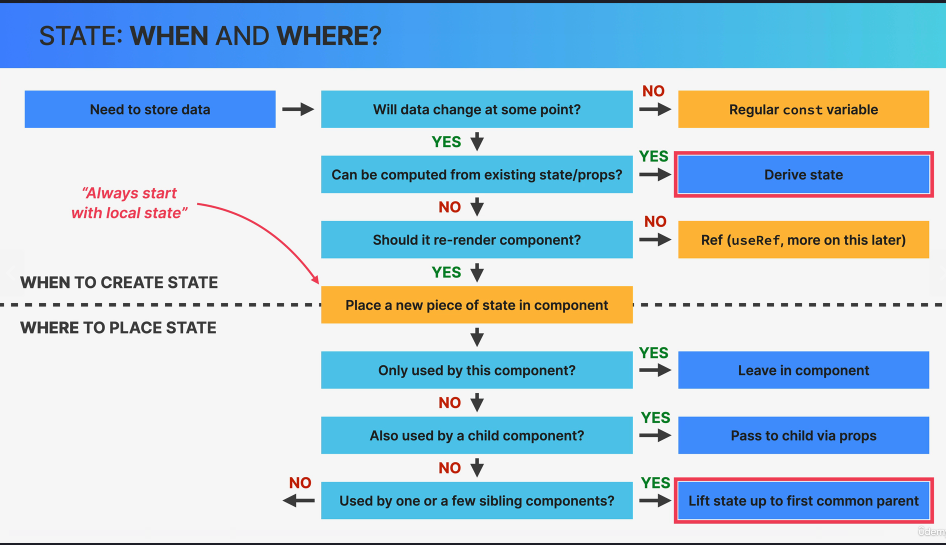 STATE: WHEN AND WHERE?
Need to store data
Will data change at some point?
NO
Regular const variable
YES
Can be computed from existing state/props?
YES
Derive state
"Always start
with local state"
NO
Should it re-render component?
NO
Ref (useRef, more on this later)
YES
WHEN TO CREATE STATE
Place a new piece of state in component
WHERE TO PLACE STATE
Only used by this component?
YES
Leave in component
NO
Also used by a child component?
YES
Pass to child via props
NO
NO
Used by one or a few sibling components?
YES
Lift state up to first common parent